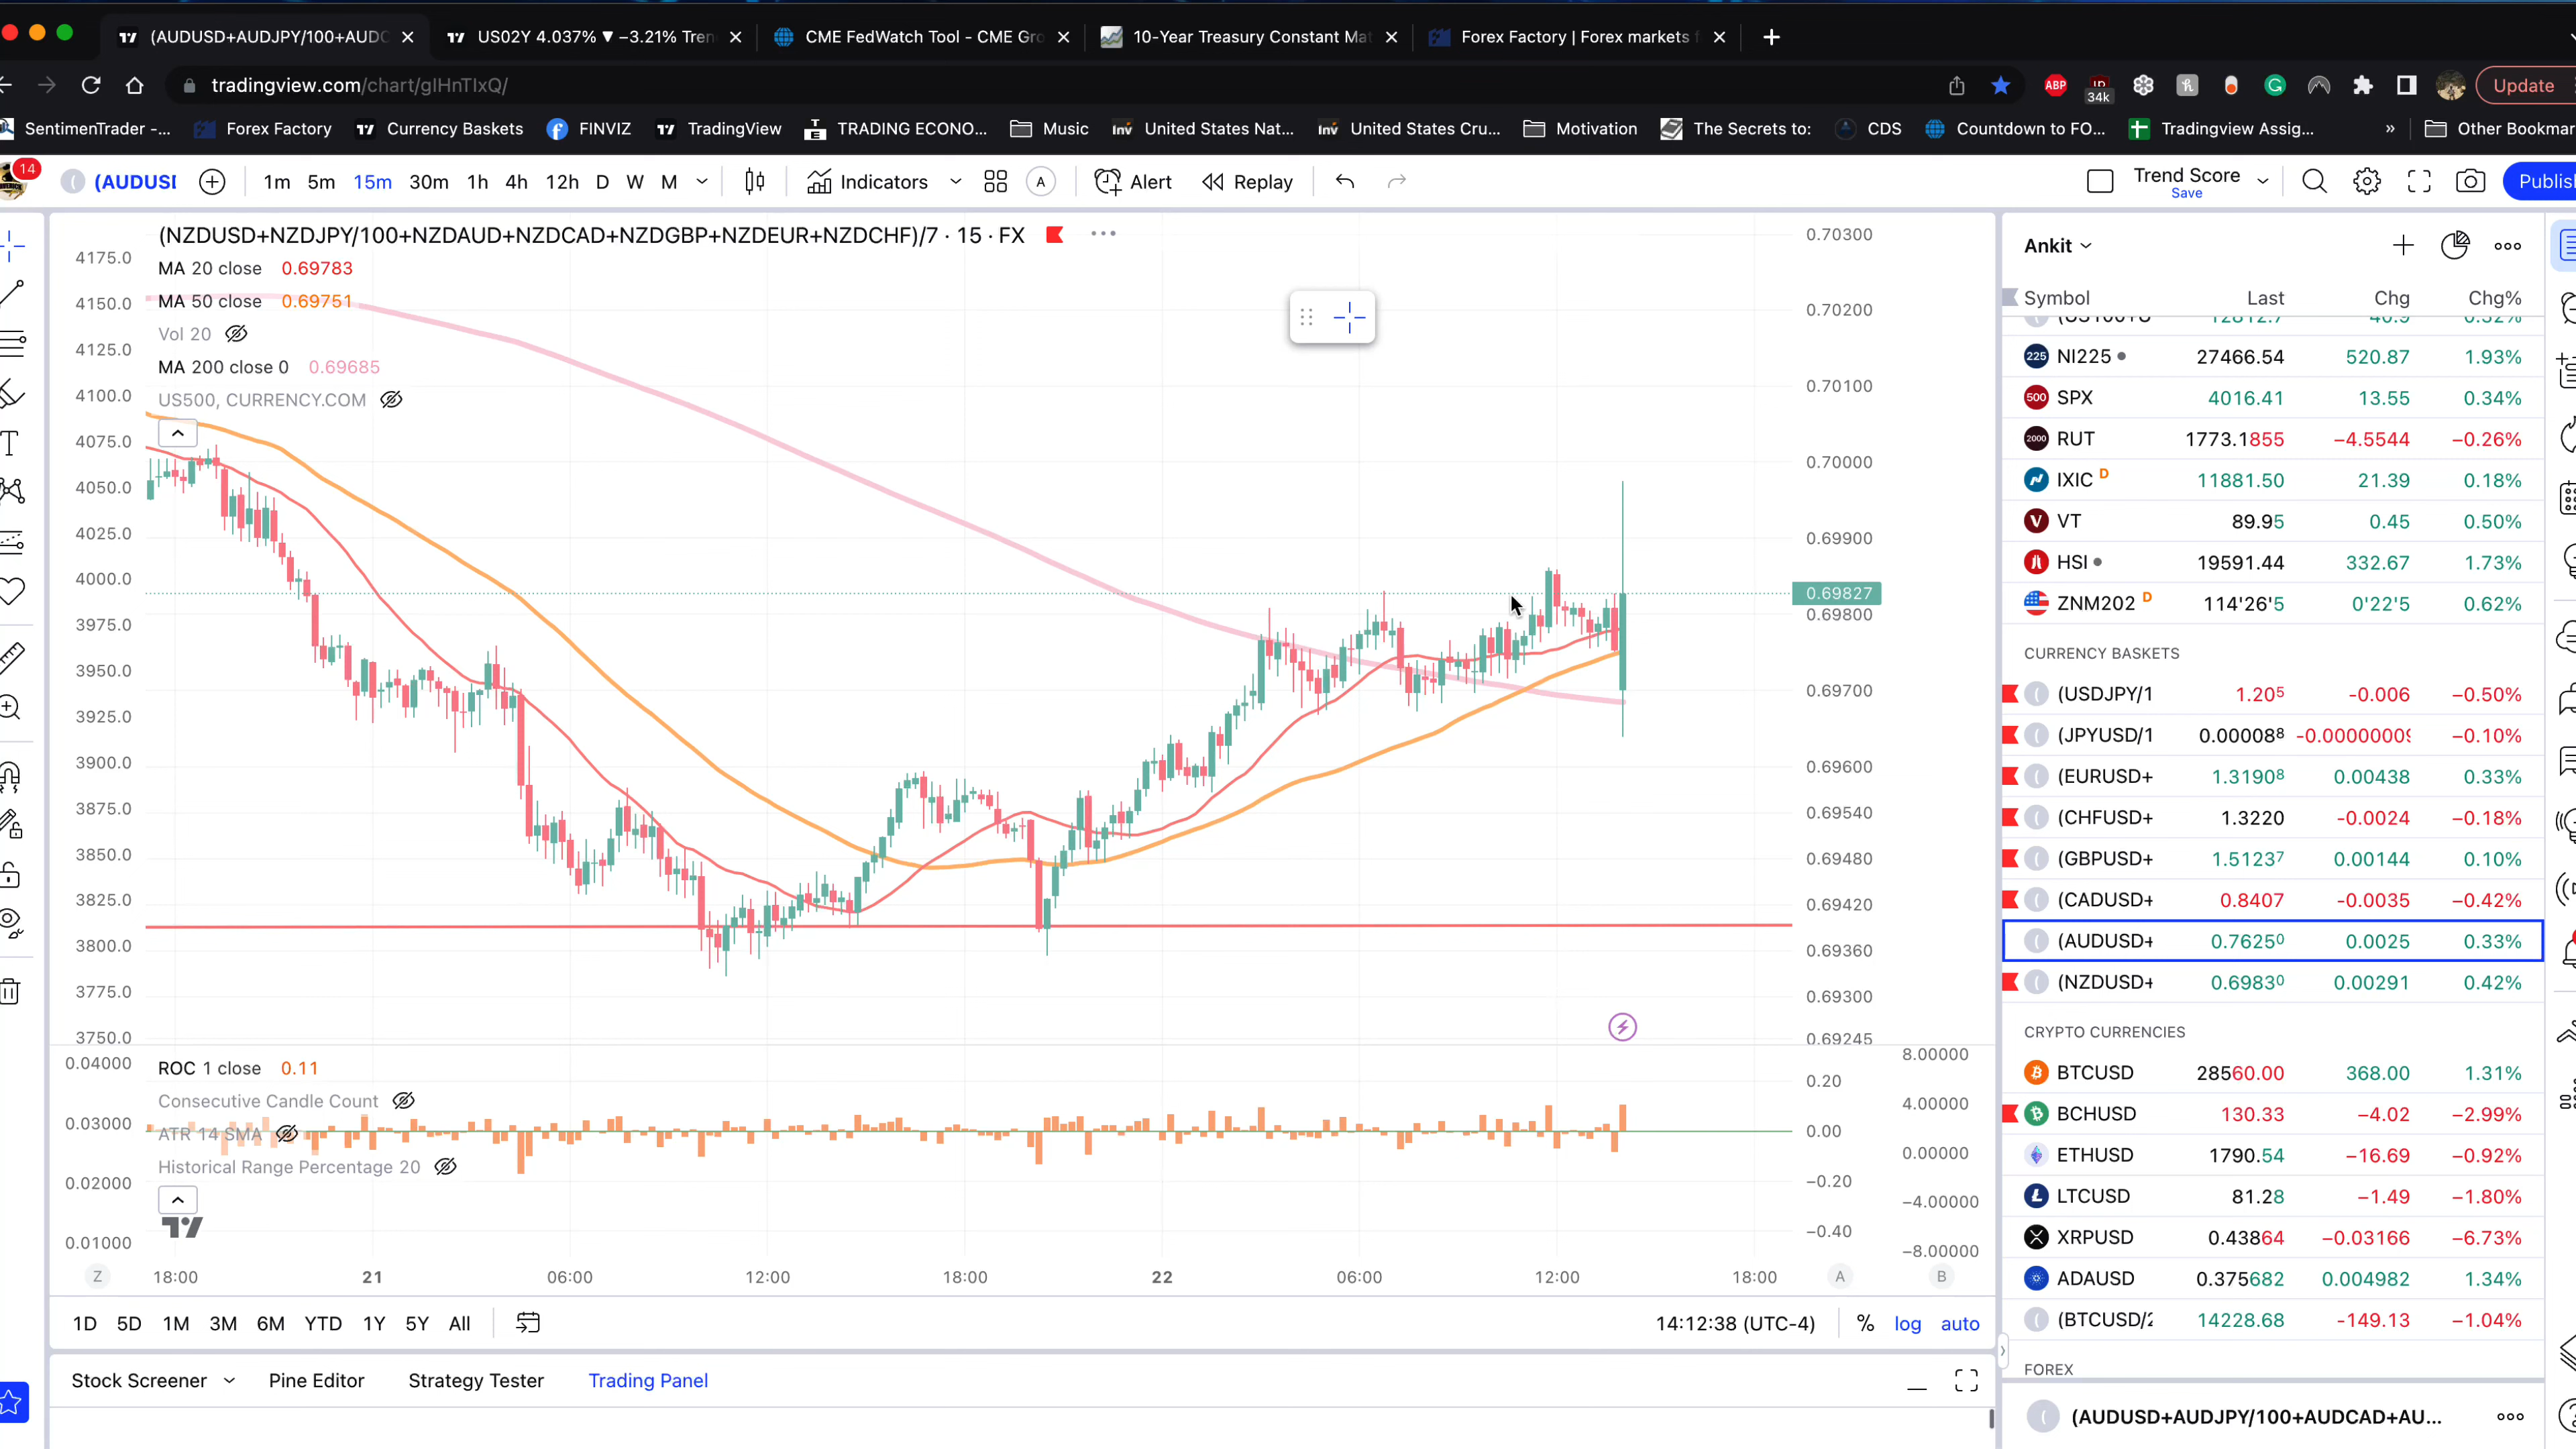 (AUDUSD+AUDJPY/100+AUDC
US02Y 4.037% ▼ −3.21% Tren
CME FedWatch Tool - CME Gro
10-Year Treasury Constant Mat
Forex Factory | Forex markets f
tradingview.com/chart/gIHnTIxQ/
ABP
34k
Update
SentimenTrader -...
Forex Factory
Currency Baskets
FINVIZ
TradingView
TRADING ECONO...
Music
Inv United States Nat...
Inv United States Cru...
Motivation
The Secrets to:
CDS
Countdown to FO...
Tradingview Assig...
»
Other Bookmar
14
(AUDUSI
1m 5m 15m 30m 1h 4h 12h D W M
Indicators
A
Alert
Replay
Trend Score
Save
Publish
(NZDUSD+NZDJPY/100+NZDAUD+NZDCAD+NZDGBP+NZDEUR+NZDCHF)/7 · 15 · FX
MA 20 close 0.69783
MA 50 close 0.69751
Vol 20
MA 200 close 0 0.69685
US500, CURRENCY.COM
4175.0
4150.0
4125.0
4100.0
4075.0
4050.0
4025.0
4000.0
3975.0
3950.0
3925.0
3900.0
3875.0
3850.0
3825.0
3800.0
3775.0
3750.0
0.70300
0.70200
0.70100
0.70000
0.69900
0.69827
0.69800
0.69700
0.69600
0.69540
0.69480
0.69420
0.69360
0.69300
0.69245
ROC 1 close 0.11
Consecutive Candle Count
ATR 14 SMA
Historical Range Percentage 20
0.04000
0.03000
0.02000
0.01000
0.20
0.00
−0.20
−0.40
8.00000
4.00000
0.00000
−4.00000
−8.00000
Z 18:00 21 06:00 12:00 18:00 22 06:00 12:00 18:00 A B
1D 5D 1M 3M 6M YTD 1Y 5Y All
14:12:38 (UTC-4) % log auto
Stock Screener Pine Editor Strategy Tester Trading Panel
Ankit
Symbol Last Chg Chg%
NI225 27466.54 520.87 1.93%
SPX 4016.41 13.55 0.34%
RUT 1773.1855 −4.5544 −0.26%
IXIC D 11881.50 21.39 0.18%
VT 89.95 0.45 0.50%
HSI 19591.44 332.67 1.73%
ZNM202 D 114'26'5 0'22'5 0.62%
CURRENCY BASKETS
(USDJPY/1 1.205 -0.006 −0.50%
(JPYUSD/1 0.000088 -0.0000000 −0.10%
(EURUSD+ 1.31908 0.00438 0.33%
(CHFUSD+ 1.3220 -0.0024 −0.18%
(GBPUSD+ 1.51237 0.00144 0.10%
(CADUSD+ 0.8407 -0.0035 −0.42%
(AUDUSD+ 0.76250 0.0025 0.33%
(NZDUSD+ 0.69830 0.00291 0.42%
CRYPTO CURRENCIES
BTCUSD 28560.00 368.00 1.31%
BCHUSD 130.33 −4.02 −2.99%
ETHUSD 1790.54 −16.69 −0.92%
LTCUSD 81.28 −1.49 −1.80%
XRPUSD 0.43864 −0.03166 −6.73%
ADAUSD 0.375682 0.004982 1.34%
(BTCUSD/2 14228.68 -149.13 −1.04%
FOREX
(AUDUSD+AUDJPY/100+AUDCAD+AU...